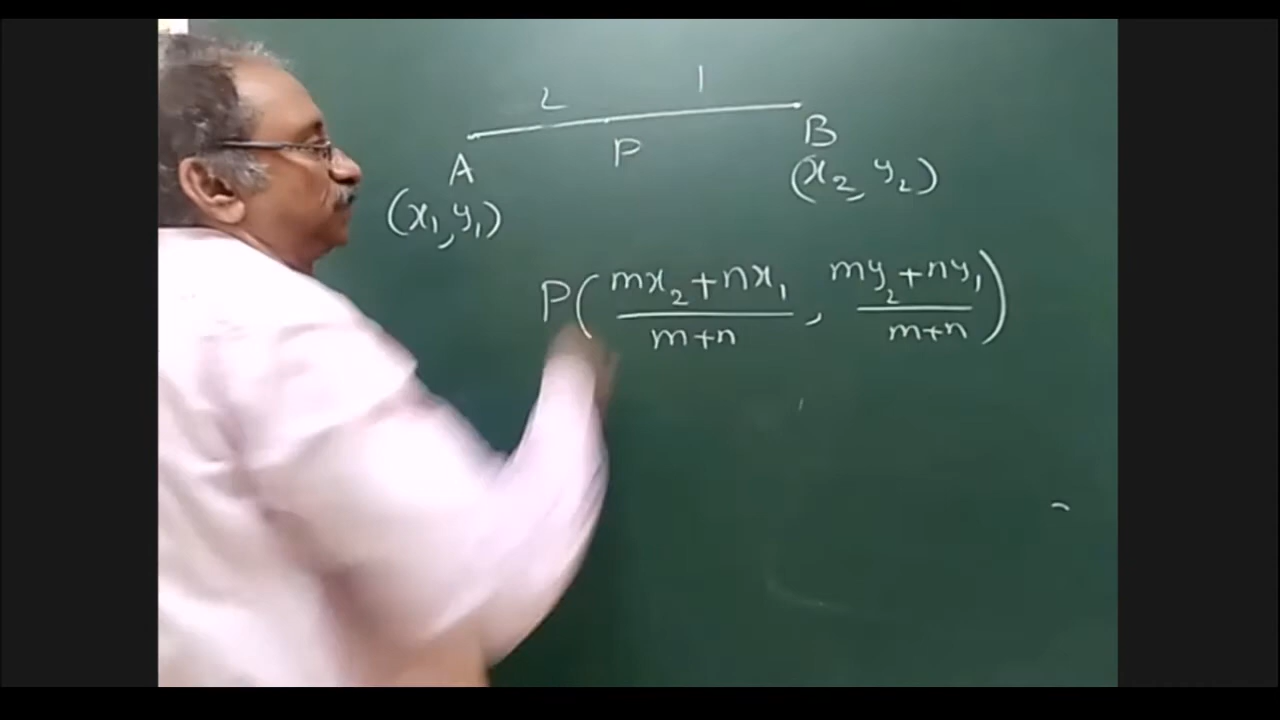 2 1
A P B
(x₁, y₁) (x₂, y₂)
P(mx₂+nx₁/m+n, my₂+ny₁/m+n)